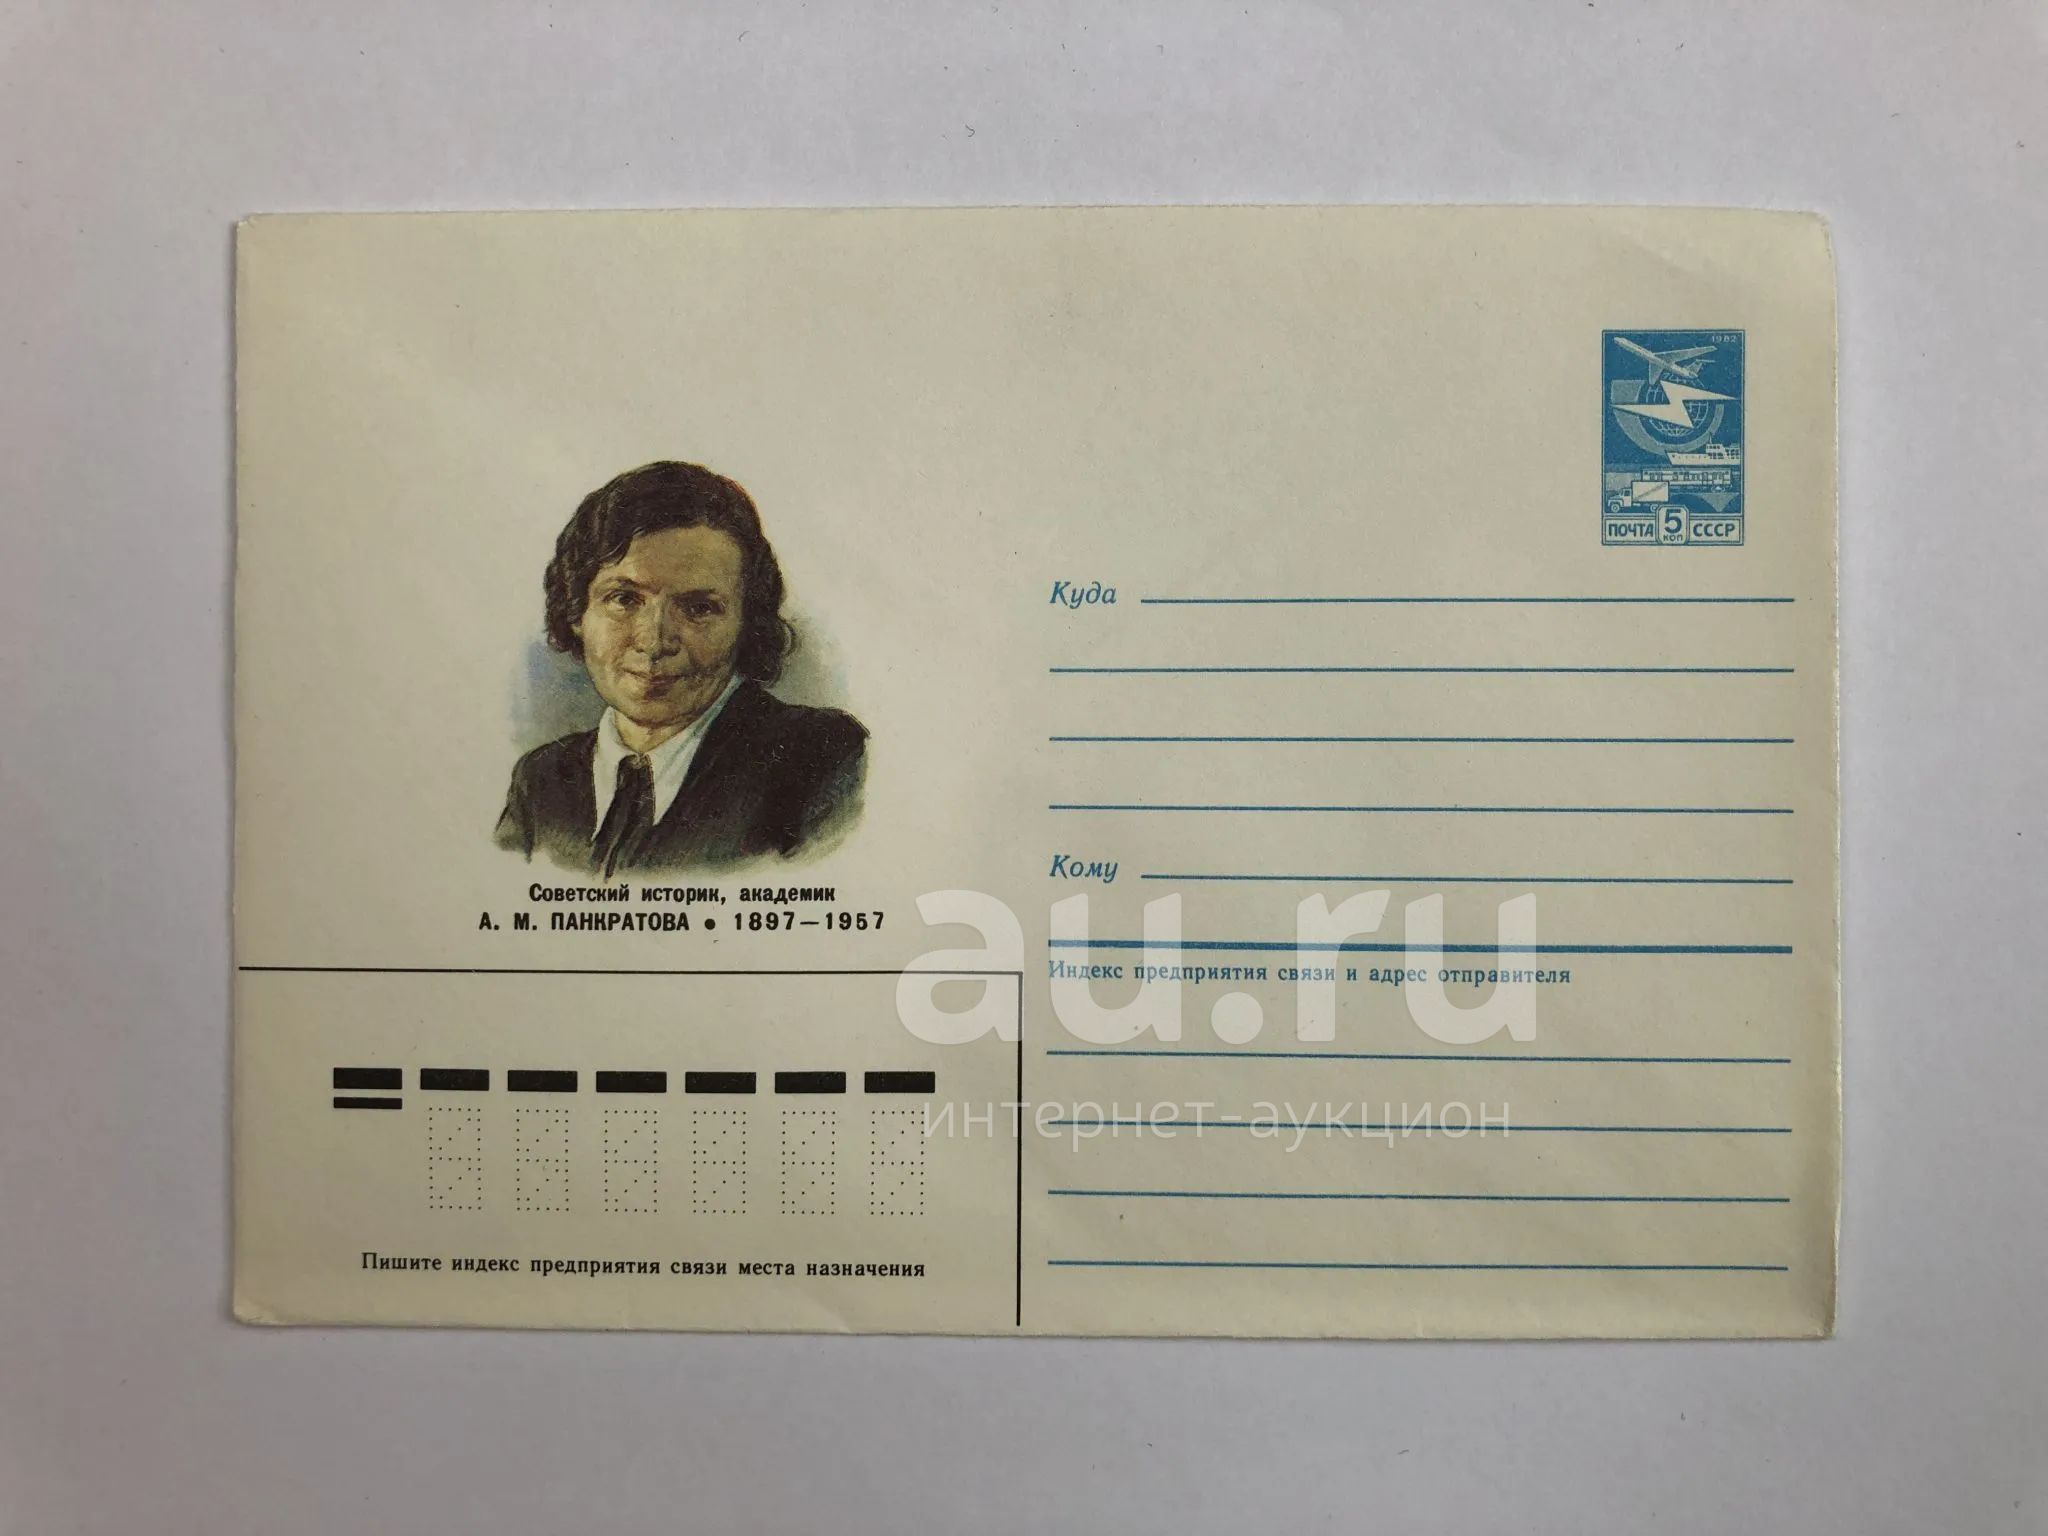 1982
ПОЧТА 5 КОП СССР
Куда
Советский историк, академик
А. М. ПАНКРАТОВА • 1897—1957
Кому
Индекс предприятия связи и адрес отправителя
au.ru
интернет-аукцион
Пишите индекс предприятия связи места назначения